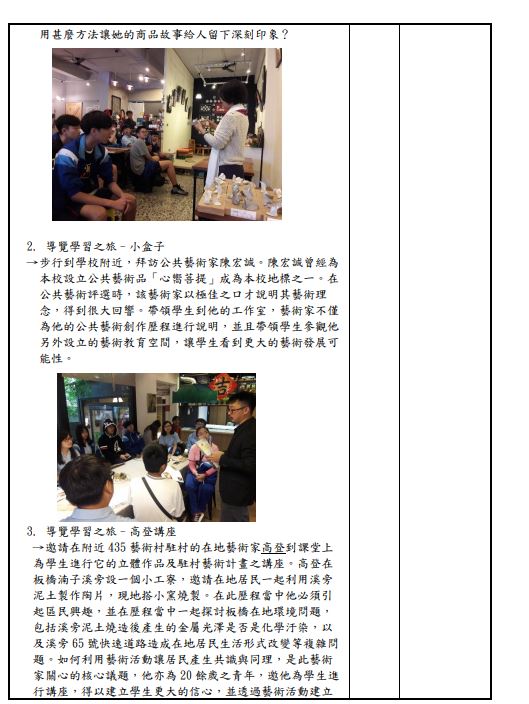 用甚麼方法讓她的商品故事給人留下深刻印象?
2. 導覽學習之旅–小盒子
→步行到學校附近，拜訪公共藝術家陳宏誠。陳宏誠曾經為
本校設立公共藝術品「心嚮菩提」成為本校地標之一。在
公共藝術評選時，該藝術家以極佳之口才說明其藝術理
念，得到很大回響。帶領學生到他的工作室，藝術家不僅
為他的公共藝術創作歷程進行說明，並且帶領學生參觀他
另外設立的藝術教育空間，讓學生看到更大的藝術發展可
能性。
3. 導覽學習之旅–高登講座
→邀請在附近 435 藝術村駐村的在地藝術家高登到課堂上
為學生進行它的立體作品及駐村藝術計畫之講座。高登在
板橋湳子溪旁設一個小工寮，邀請在地居民一起利用溪旁
泥土製作陶片，現地搭小窯燒製。在此歷程當中他必須引
起區民興趣，並在歷程當中一起探討板橋在地環境問題，
包括溪旁泥土燒造後產生的金屬光澤是否是化學汙染，以
及溪旁 65 號快速道路造成在地居民生活形式改變等複雜問
題。如何利用藝術活動讓居民產生共識與同理，是此藝術
家關心的核心議題，他亦為 20 餘歲之青年，邀他為學生進
行講座，得以建立學生更大的信心，並透過藝術活動建立